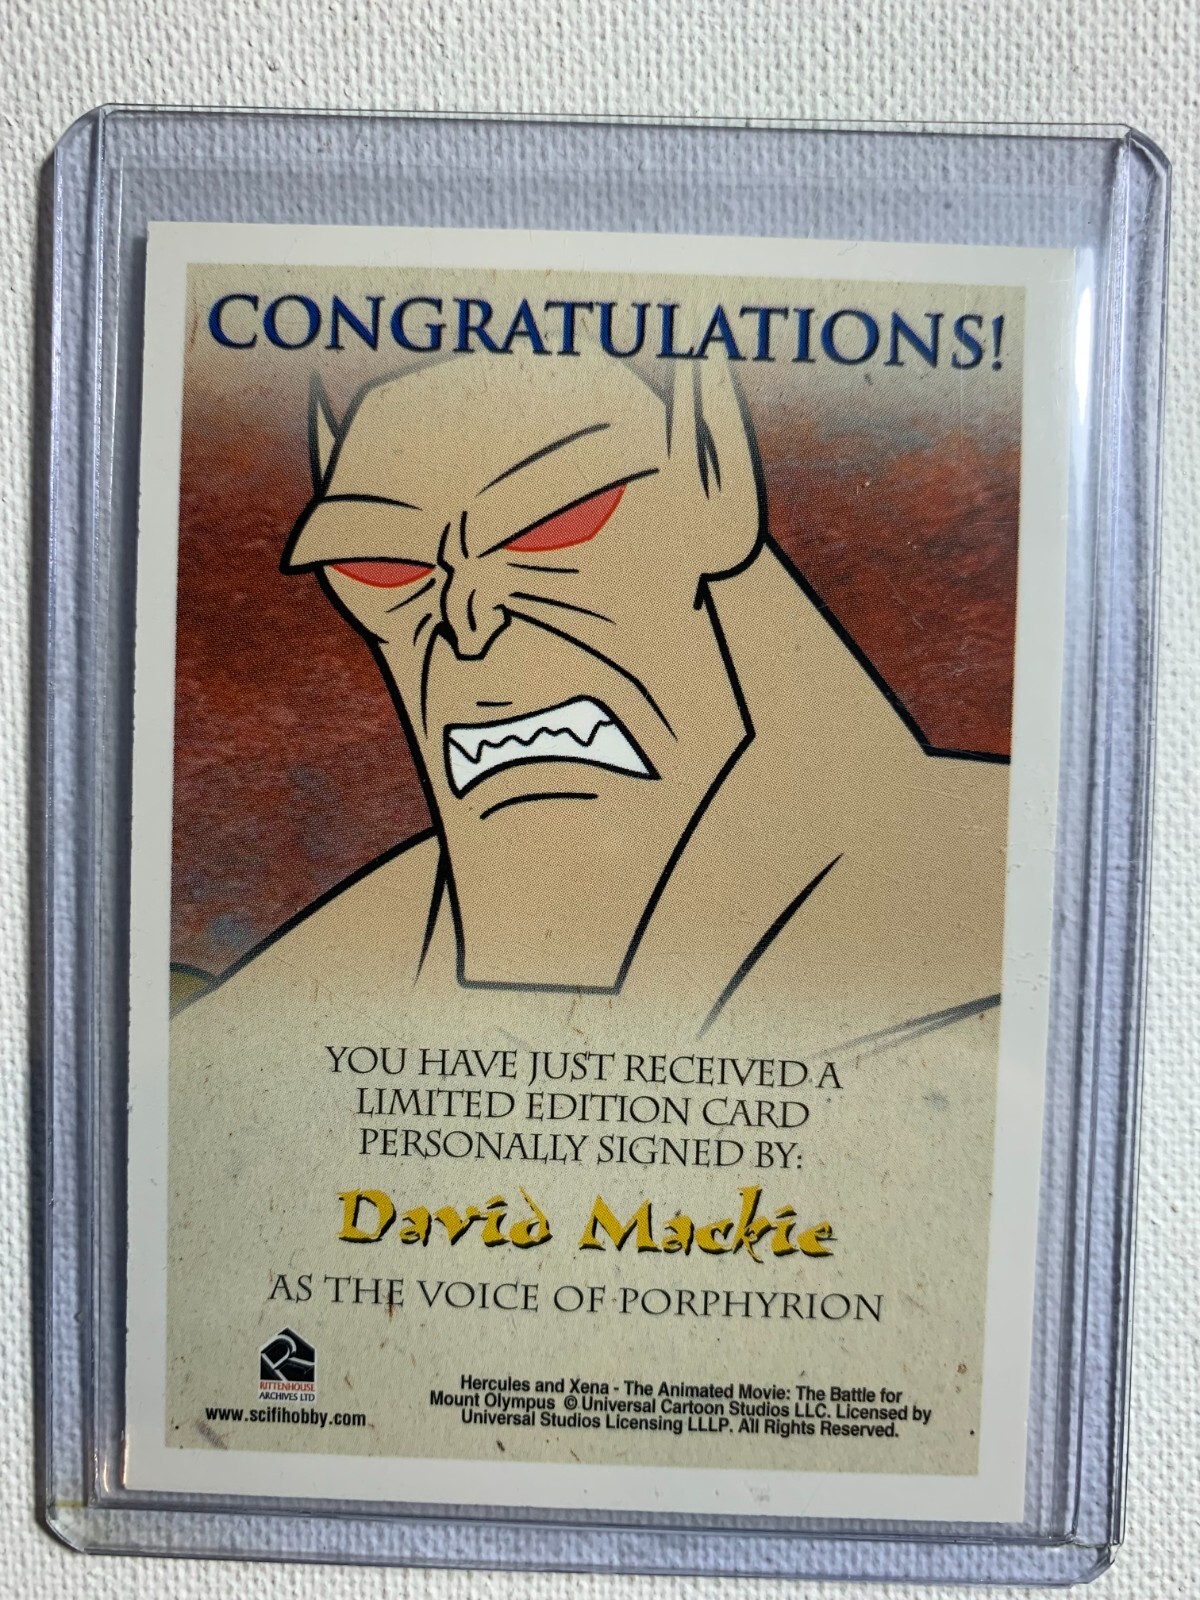 CONGRATULATIONS!
YOU HAVE JUST RECEIVED A
LIMITED EDITION CARD
PERSONALLY SIGNED BY:
David Mackie
AS THE VOICE OF PORPHYRION
RITTENHOUSE
ARCHIVES LTD
www.scifihobby.com
Hercules and Xena - The Animated Movie: The Battle for
Mount Olympus © Universal Cartoon Studios LLC. Licensed by
Universal Studios Licensing LLLP. All Rights Reserved.